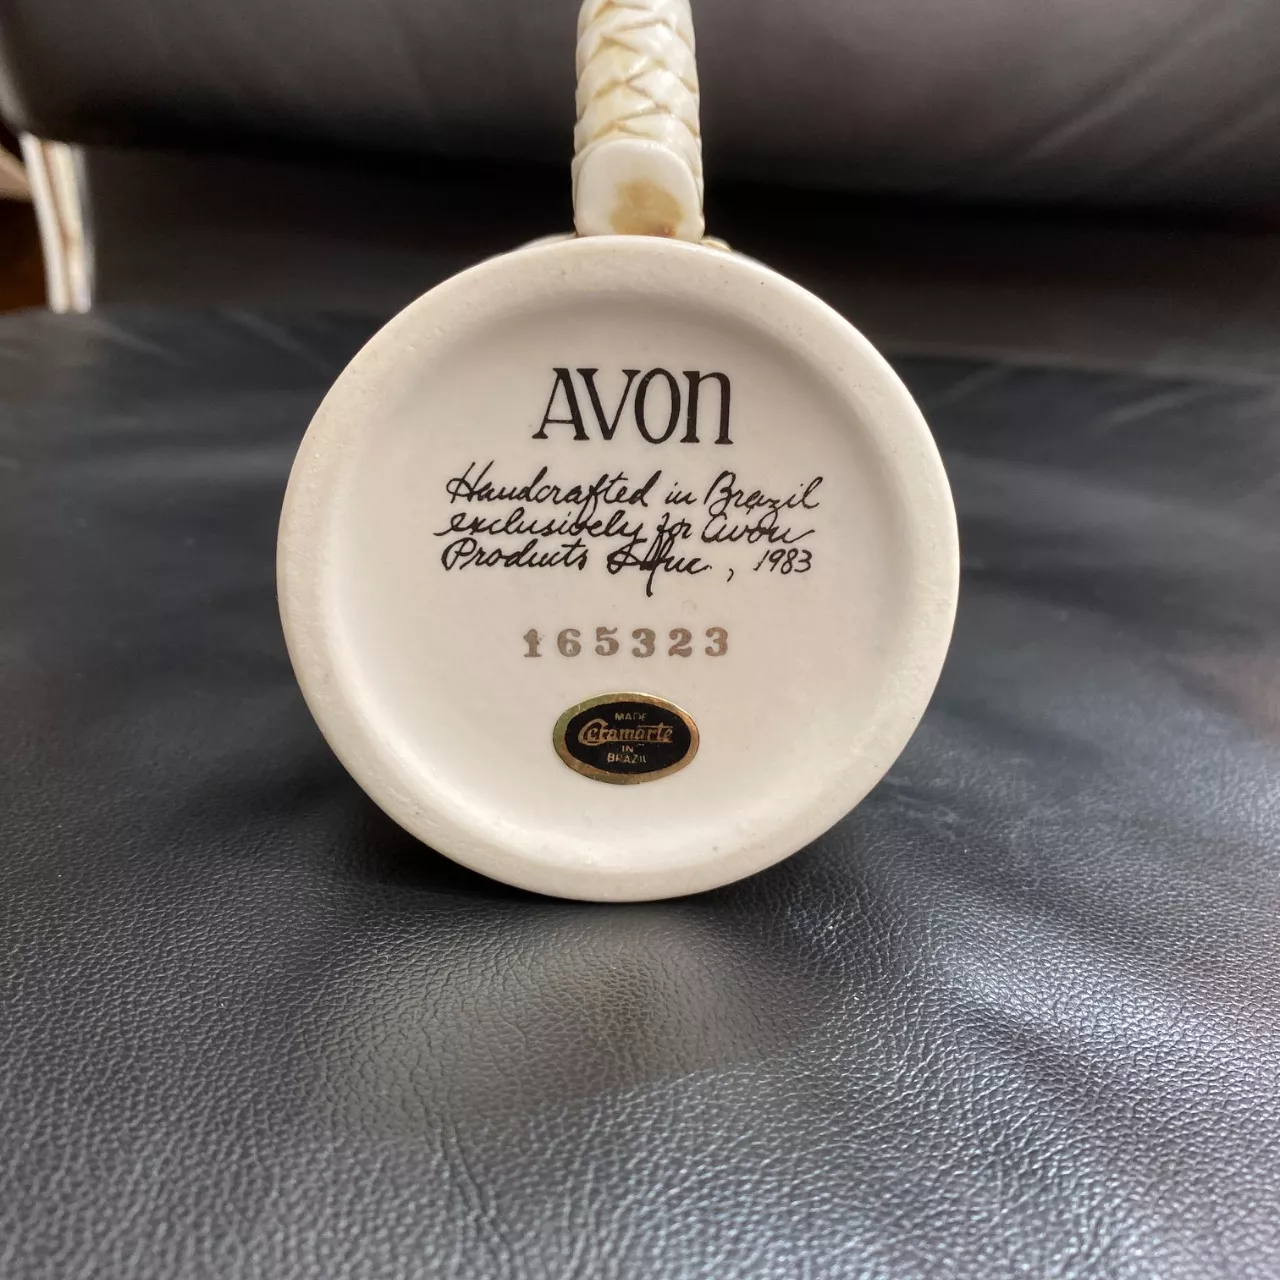 AVON
Handcrafted in Brazil
exclusively for Avon
Products Inc., 1983
165323
MADE
Ceramarte
IN
BRAZIL